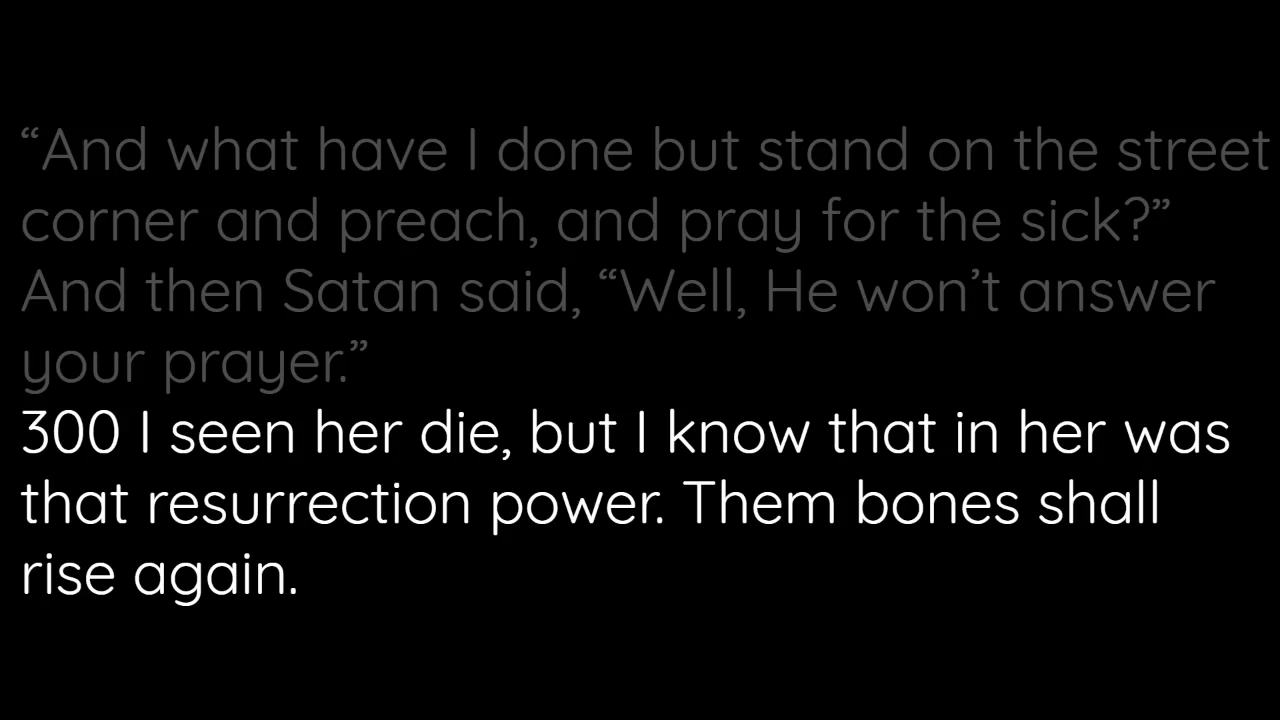 “And what have I done but stand on the street
corner and preach, and pray for the sick?”
And then Satan said, “Well, He won’t answer
your prayer.”
300 I seen her die, but I know that in her was
that resurrection power. Them bones shall
rise again.